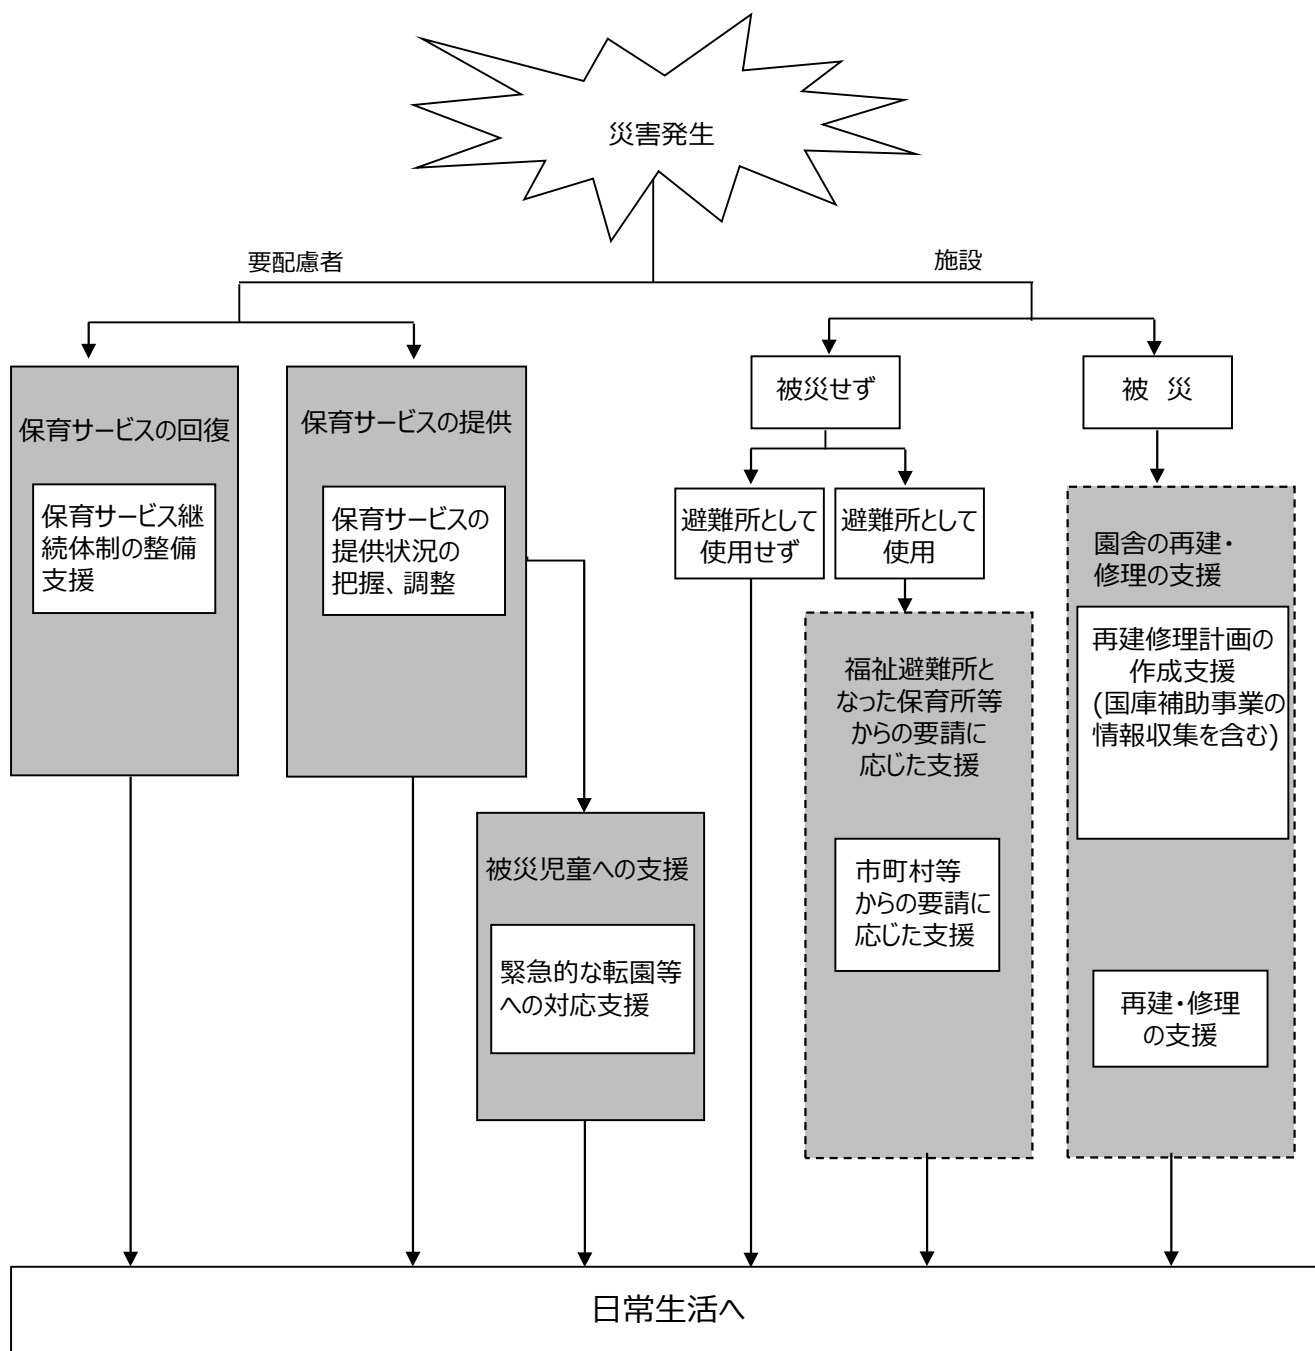 災害発生
要配慮者
施設
保育サービスの回復
保育サービス継
続体制の整備
支援
保育サービスの提供
保育サービスの
提供状況の
把握、調整
被災児童への支援
緊急的な転園等
への対応支援
被災せず
被 災
避難所として
使用せず
避難所として
使用
福祉避難所と
なった保育所等
からの要請に
応じた支援
市町村等
からの要請に
応じた支援
園舎の再建・
修理の支援
再建修理計画の
作成支援
(国庫補助事業の
情報収集を含む)
再建・修理
の支援
日常生活へ